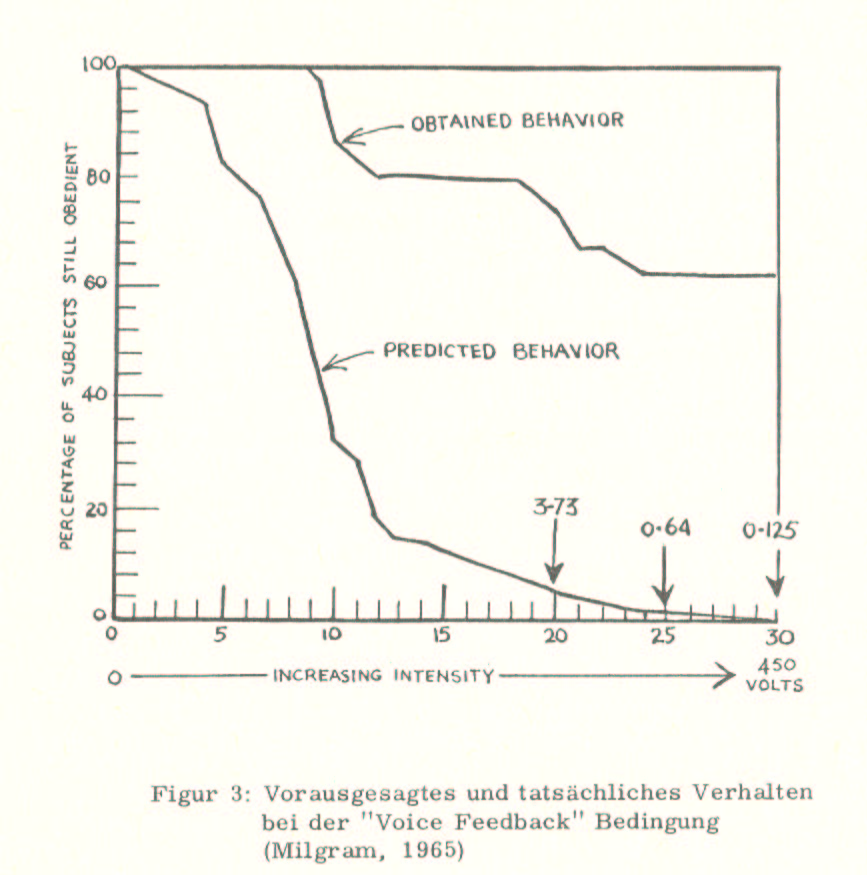 100
OBTAINED BEHAVIOR
80
PERCENTAGE OF SUBJECTS STILL OBEDIENT
60
PREDICTED BEHAVIOR
40
20
3·73
0·64
0·125
0
0 5 10 15 20 25 30
0 INCREASING INTENSITY 450
VOLTS
Figur 3: Vorausgesagtes und tatsächliches Verhalten
bei der "Voice Feedback" Bedingung
(Milgram, 1965)